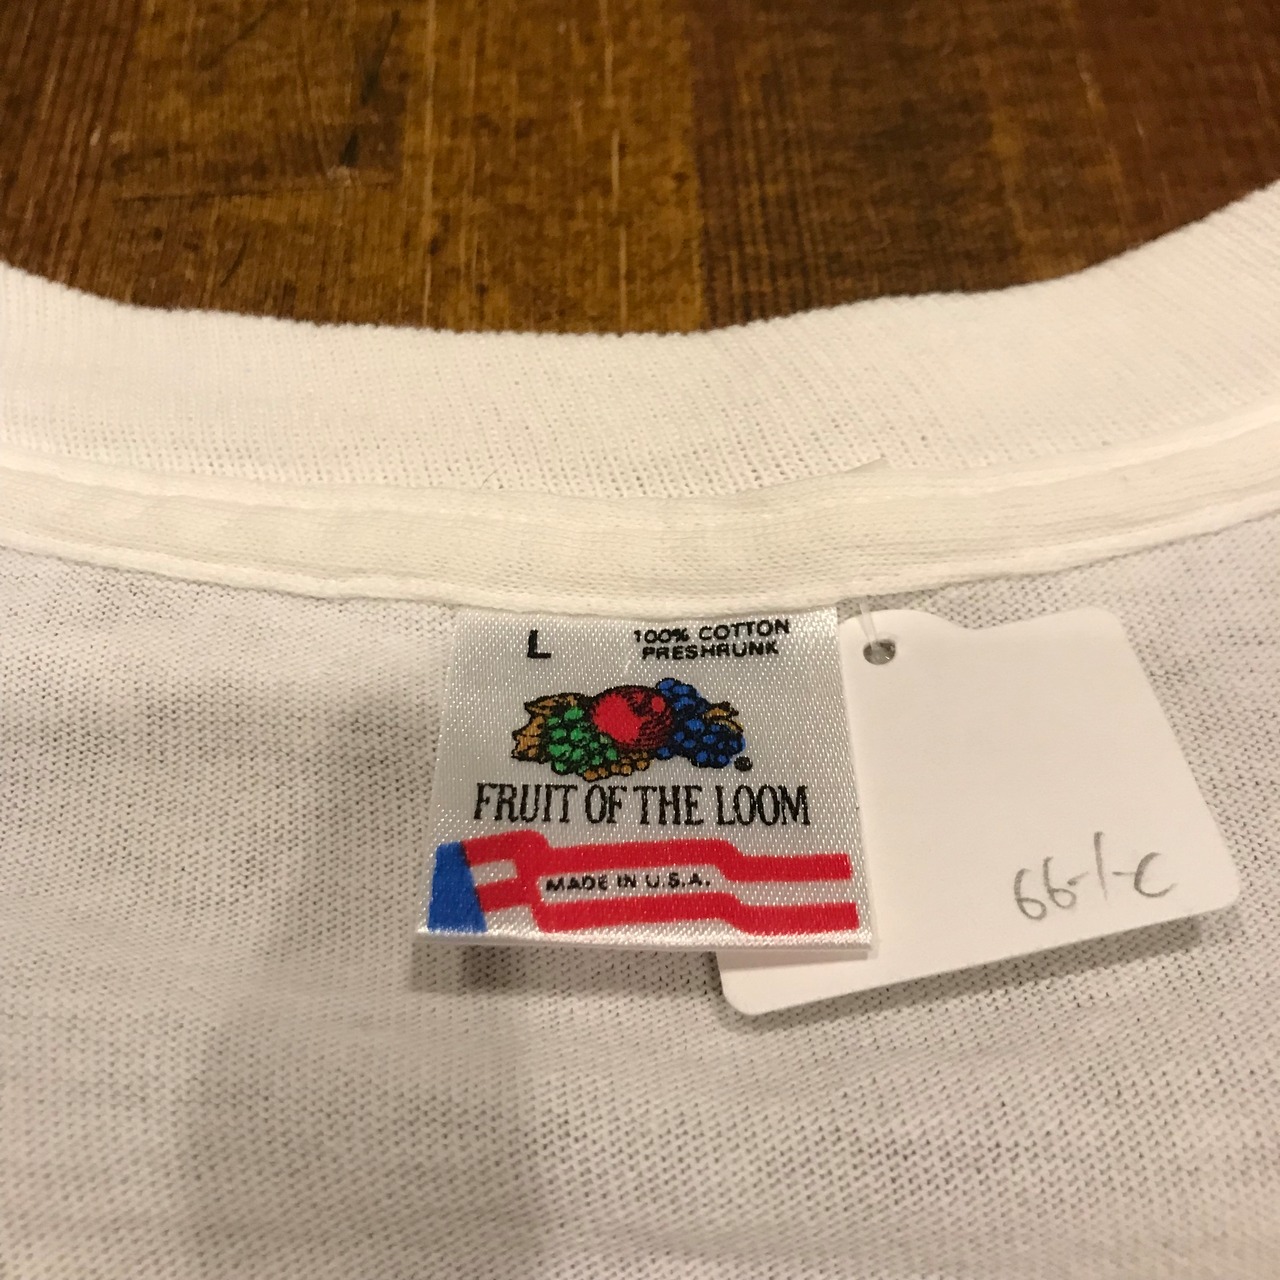 L
100% COTTON
PRESHRUNK
FRUIT OF THE LOOM
MADE IN U.S.A.
66-1-C